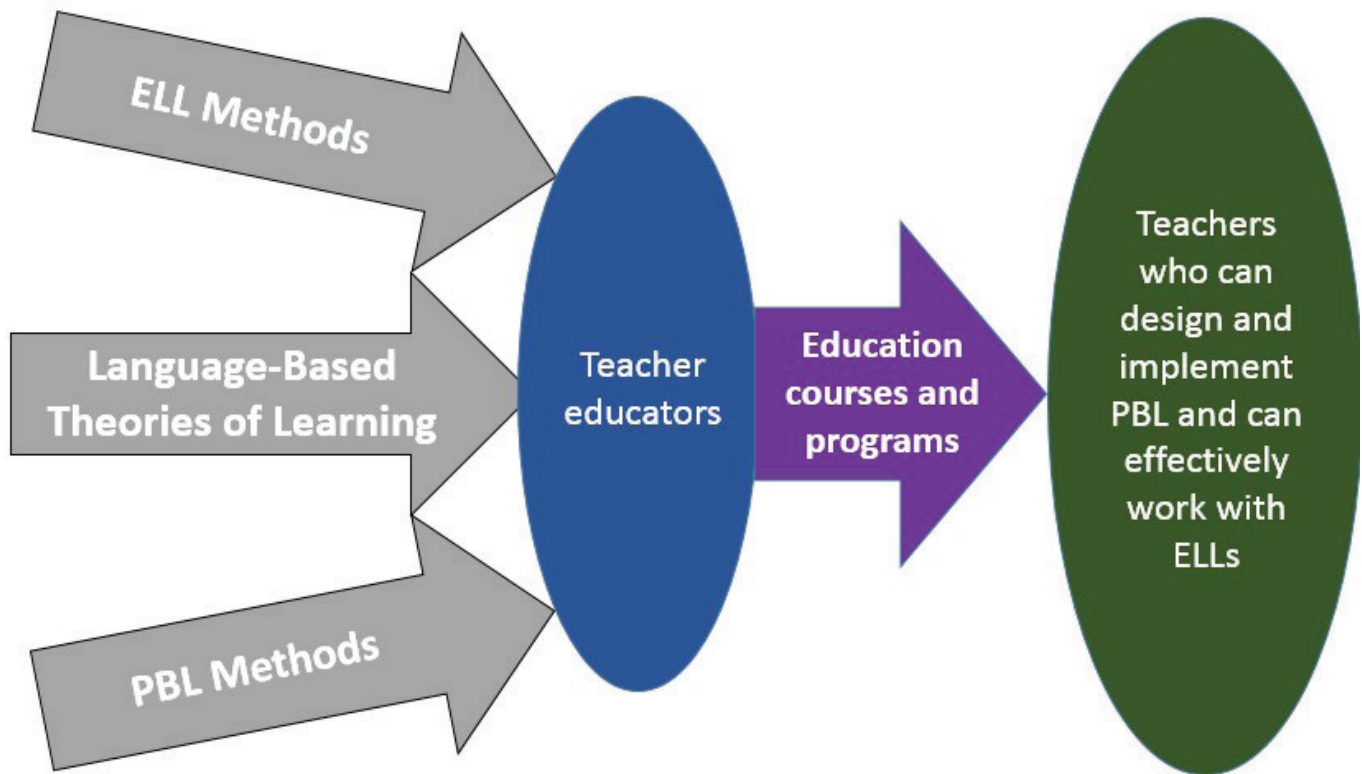 ELL Methods
Language-Based
Theories of Learning
PBL Methods
Teacher
educators
Education
courses and
programs
Teachers
who can
design and
implement
PBL and can
effectively
work with
ELLs